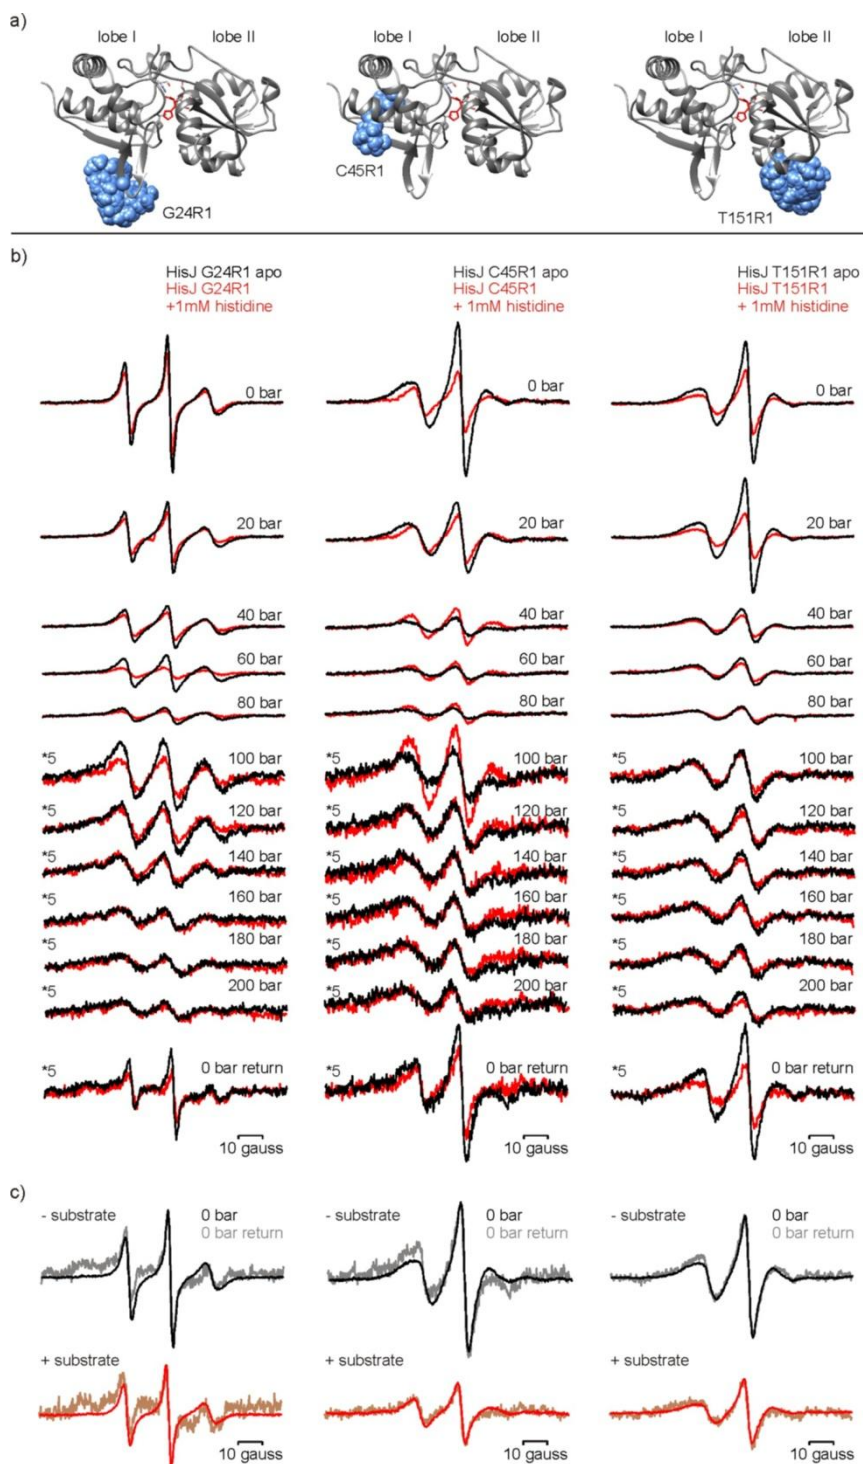 a)
lobe I lobe II
G24R1
lobe I lobe II
C45R1
lobe I lobe II
T151R1
b)
HisJ G24R1 apo
HisJ G24R1
+1mM histidine
HisJ C45R1 apo
HisJ C45R1
+ 1mM histidine
HisJ T151R1 apo
HisJ T151R1
+ 1mM histidine
0 bar 0 bar 0 bar
20 bar 20 bar 20 bar
40 bar 40 bar 40 bar
60 bar 60 bar 60 bar
80 bar 80 bar 80 bar
*5 100 bar *5 100 bar *5 100 bar
*5 120 bar *5 120 bar *5 120 bar
*5 140 bar *5 140 bar *5 140 bar
*5 160 bar *5 160 bar *5 160 bar
*5 180 bar *5 180 bar *5 180 bar
*5 200 bar *5 200 bar *5 200 bar
*5 0 bar return *5 0 bar return *5 0 bar return
10 gauss 10 gauss 10 gauss
c)
- substrate 0 bar - substrate 0 bar - substrate 0 bar
0 bar return 0 bar return 0 bar return
+ substrate + substrate + substrate
10 gauss 10 gauss 10 gauss